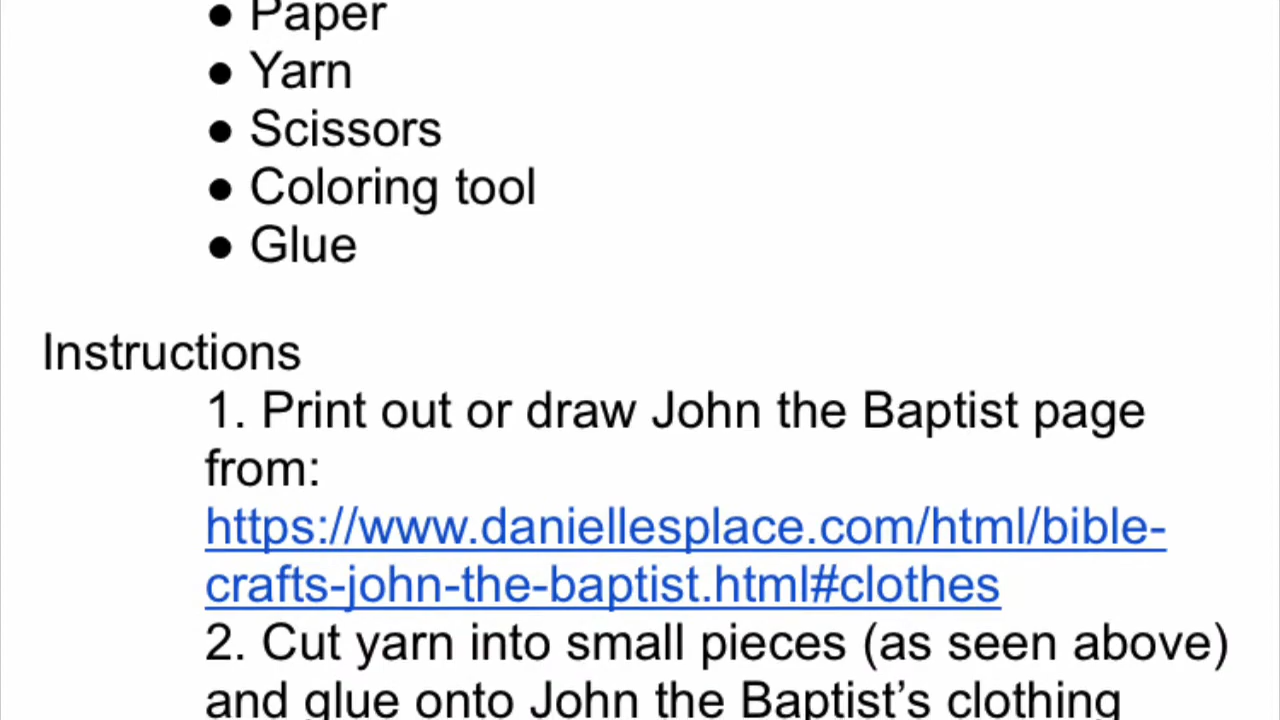 ● Paper
● Yarn
● Scissors
● Coloring tool
● Glue
Instructions
1. Print out or draw John the Baptist page
from:
https://www.daniellesplace.com/html/bible-
crafts-john-the-baptist.html#clothes
2. Cut yarn into small pieces (as seen above)
and glue onto John the Baptist’s clothing